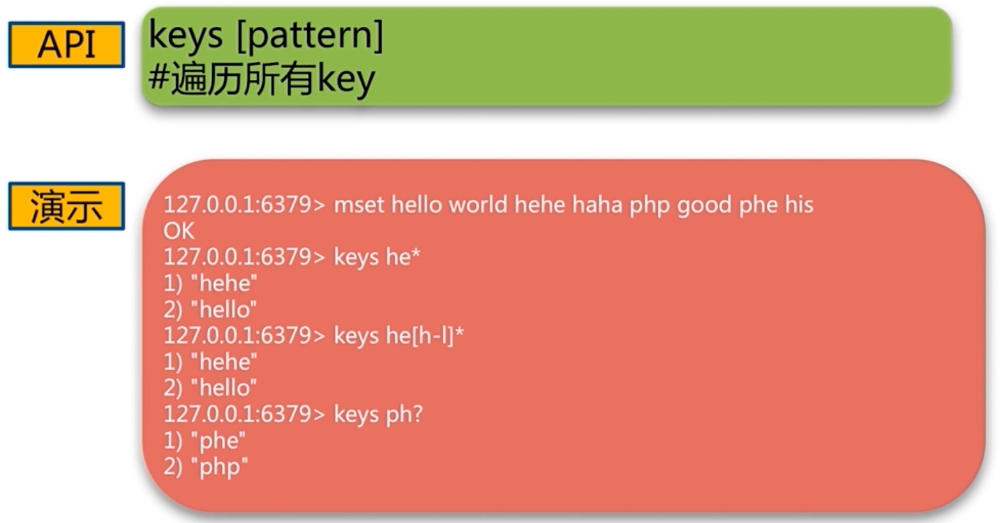 API
keys [pattern]
#遍历所有key
演示
127.0.0.1:6379> mset hello world hehe haha php good phe his
OK
127.0.0.1:6379> keys he*
1) "hehe"
2) "hello"
127.0.0.1:6379> keys he[h-l]*
1) "hehe"
2) "hello"
127.0.0.1:6379> keys ph?
1) "phe"
2) "php"